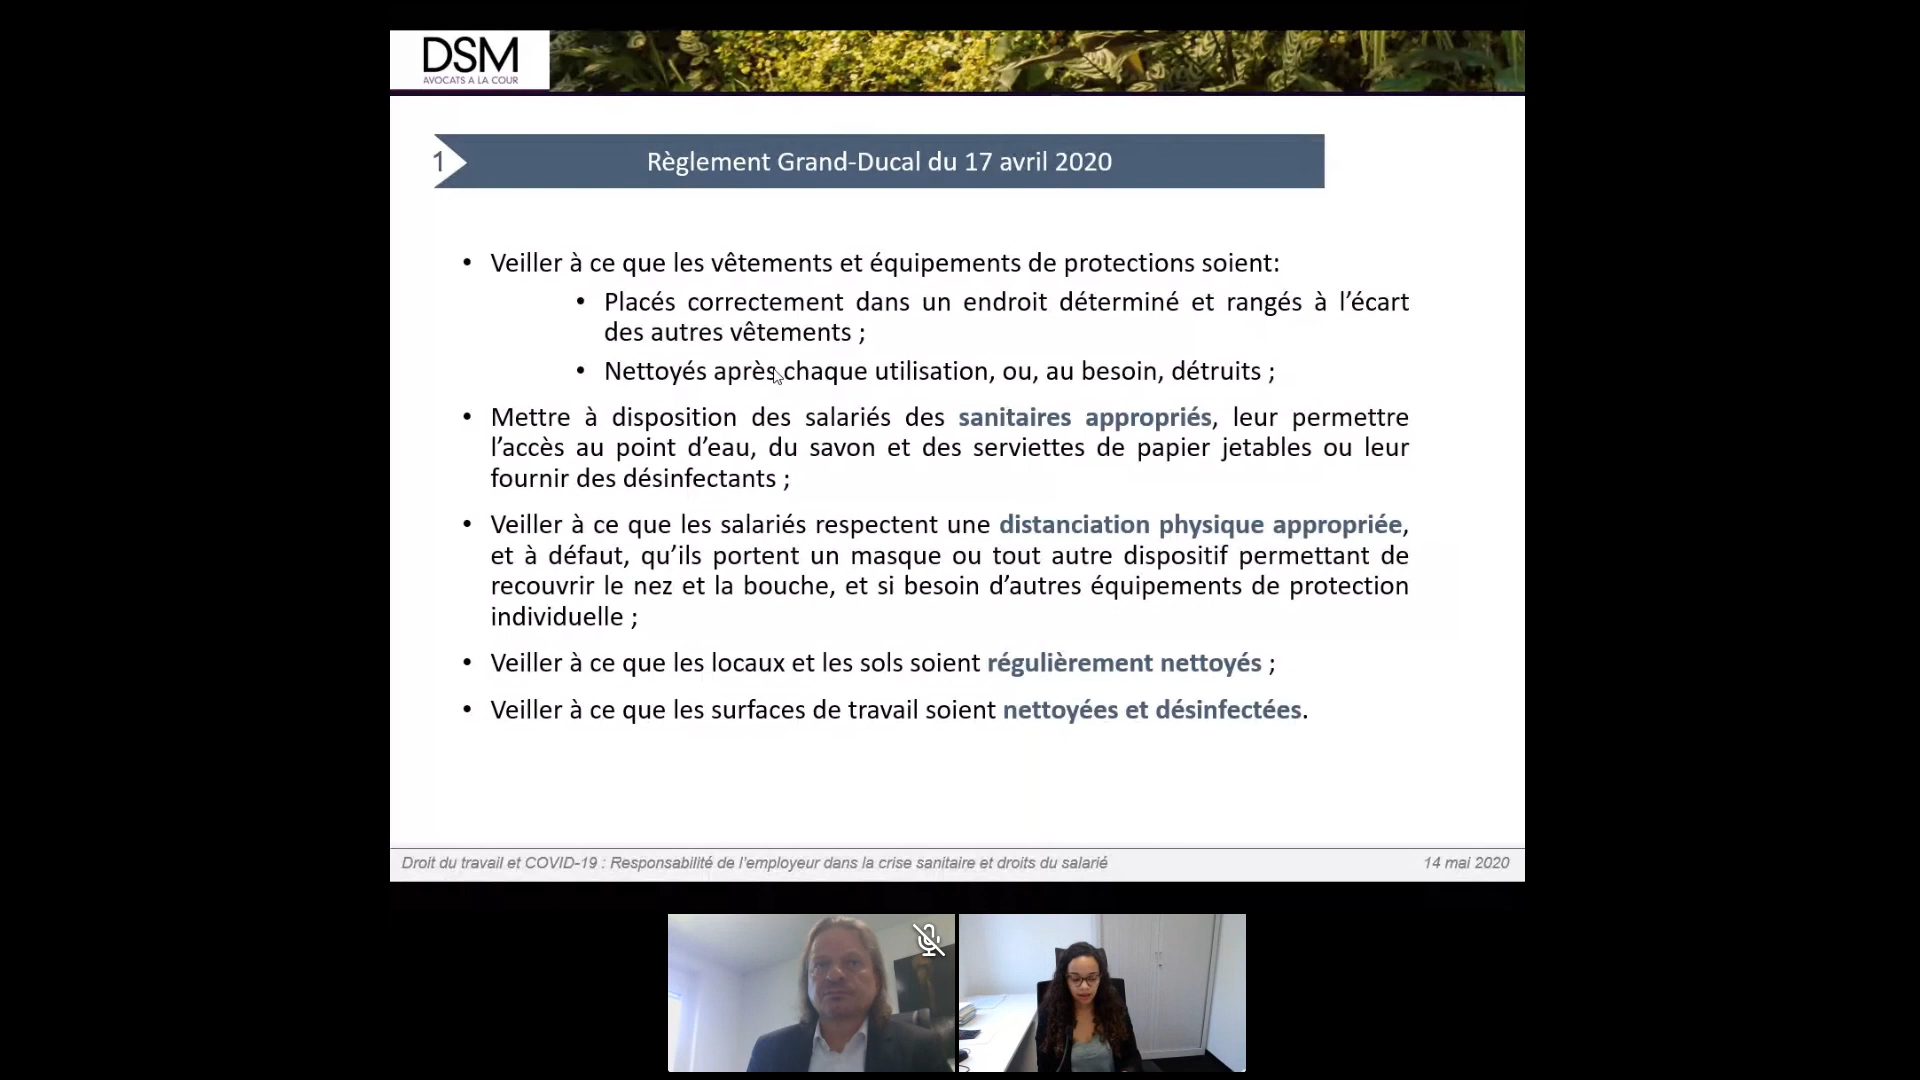 DSM
AVOCATS A LA COUR
1
Règlement Grand-Ducal du 17 avril 2020
• Veiller à ce que les vêtements et équipements de protections soient:
• Placés correctement dans un endroit déterminé et rangés à l’écart
des autres vêtements ;
• Nettoyés après chaque utilisation, ou, au besoin, détruits ;
• Mettre à disposition des salariés des sanitaires appropriés, leur permettre
l’accès au point d’eau, du savon et des serviettes de papier jetables ou leur
fournir des désinfectants ;
• Veiller à ce que les salariés respectent une distanciation physique appropriée,
et à défaut, qu’ils portent un masque ou tout autre dispositif permettant de
recouvrir le nez et la bouche, et si besoin d’autres équipements de protection
individuelle ;
• Veiller à ce que les locaux et les sols soient régulièrement nettoyés ;
• Veiller à ce que les surfaces de travail soient nettoyées et désinfectées.
Droit du travail et COVID-19 : Responsabilité de l’employeur dans la crise sanitaire et droits du salarié
14 mai 2020